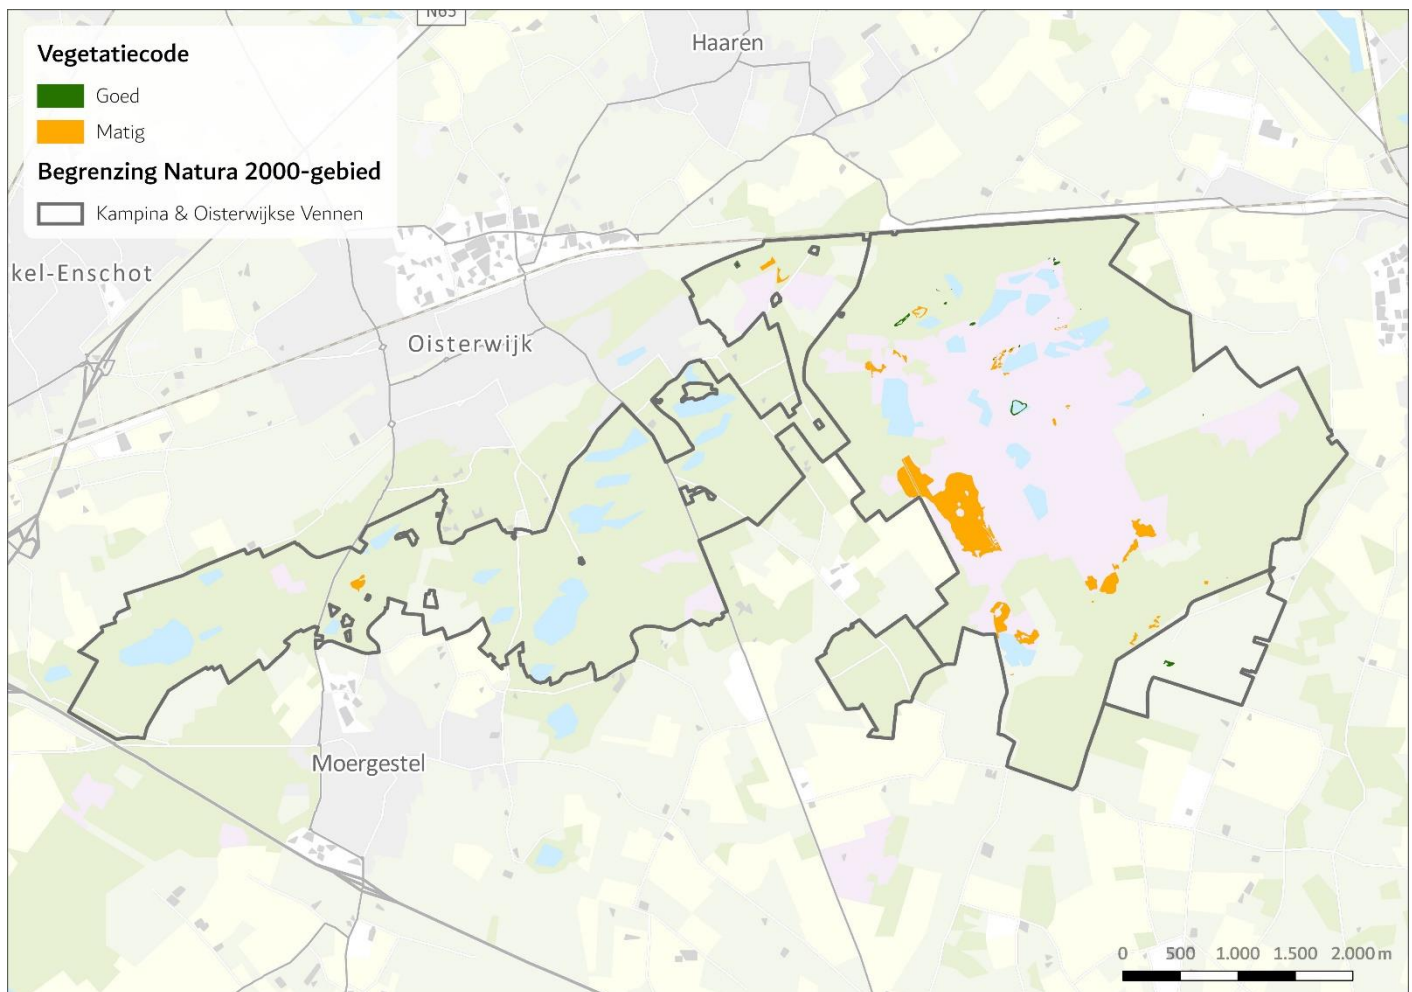 N65
Vegetatiecode
Goed
Matig
Begrenzing Natura 2000-gebied
Kampina & Oisterwijkse Vennen
Haaren
kel-Enschot
Oisterwijk
Moergestel
0 500 1.000 1.500 2.000 m